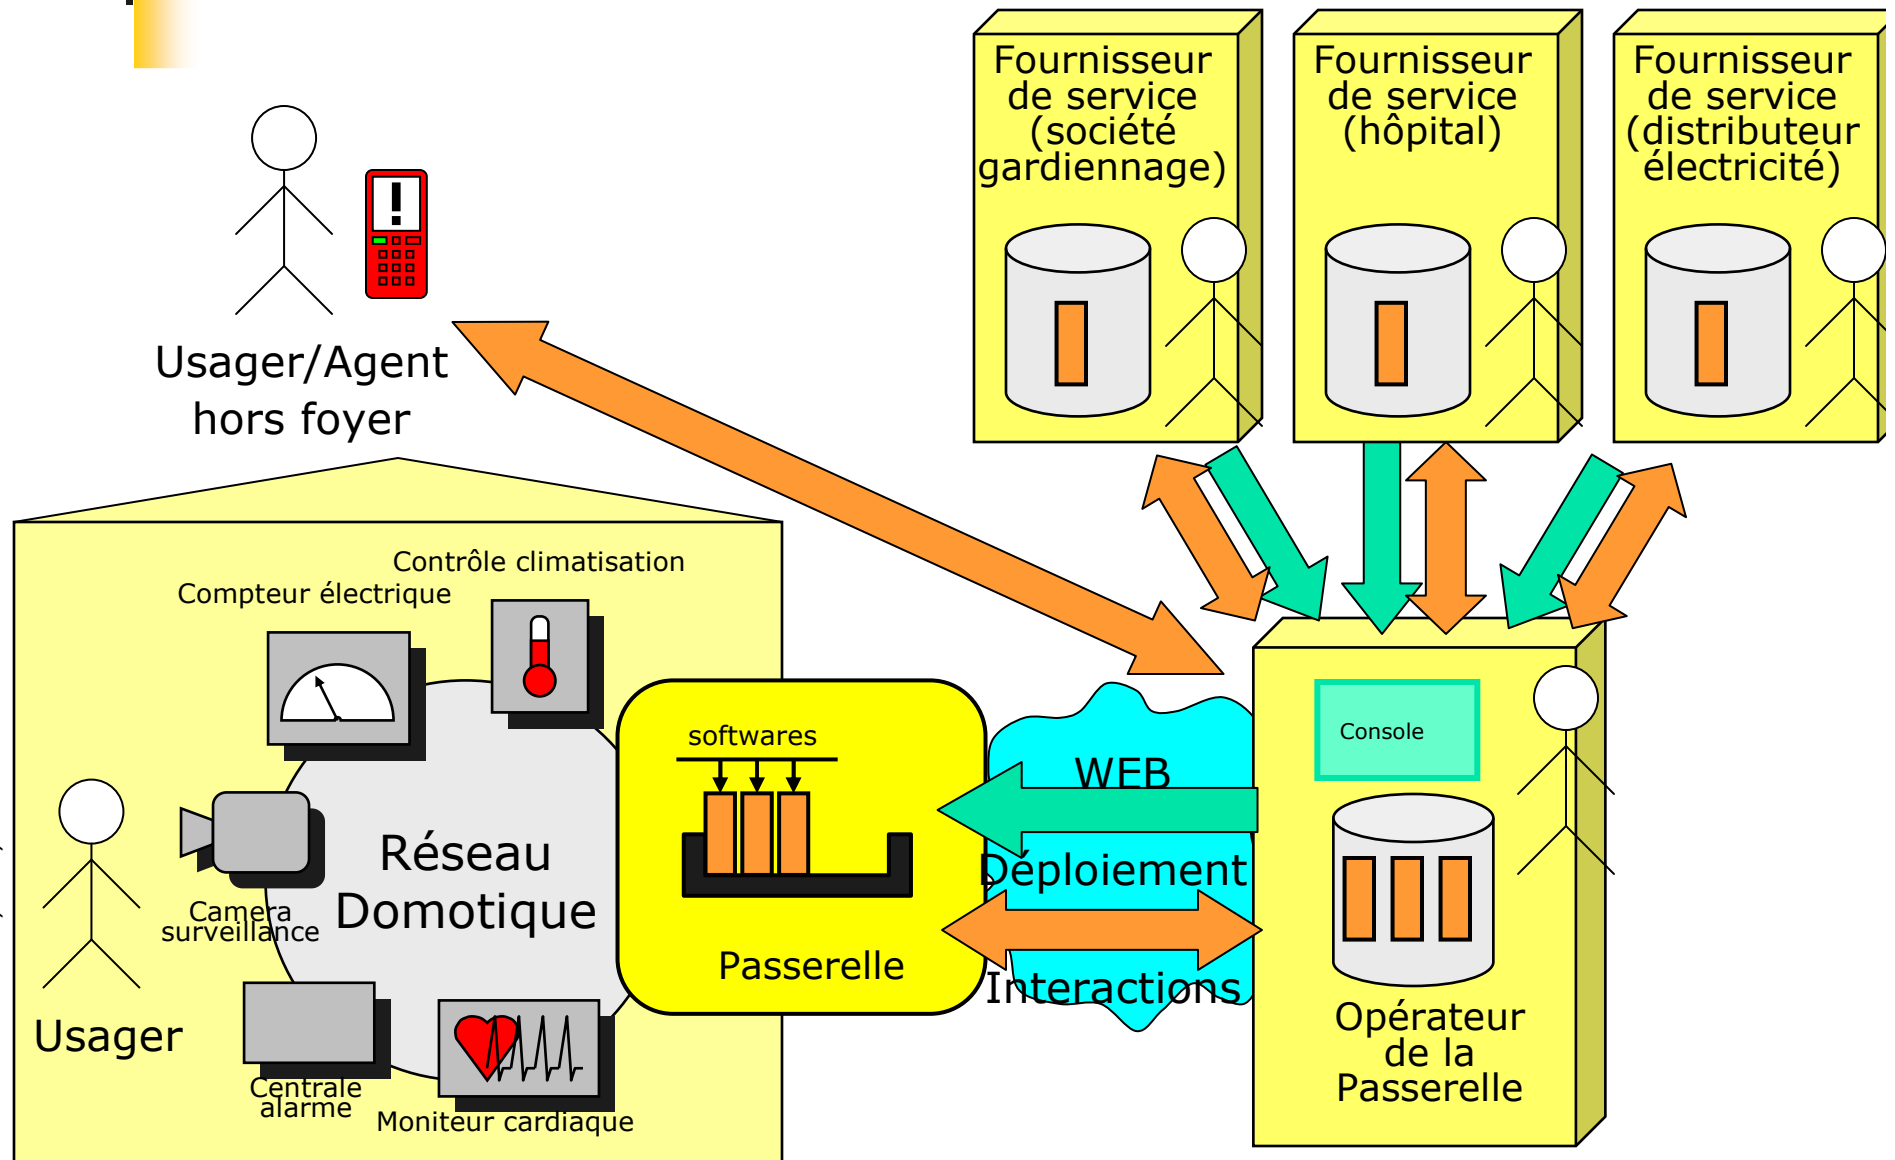 Fournisseur
de service
(société
gardiennage)
Fournisseur
de service
(hôpital)
Fournisseur
de service
(distributeur
électricité)
!
Usager/Agent
hors foyer
Contrôle climatisation
Compteur électrique
softwares
Réseau
Domotique
Camera
surveillance
Usager
Centrale
alarme
Moniteur cardiaque
Passerelle
WEB
Déploiement
Interactions
Console
Opérateur
de la
Passerelle